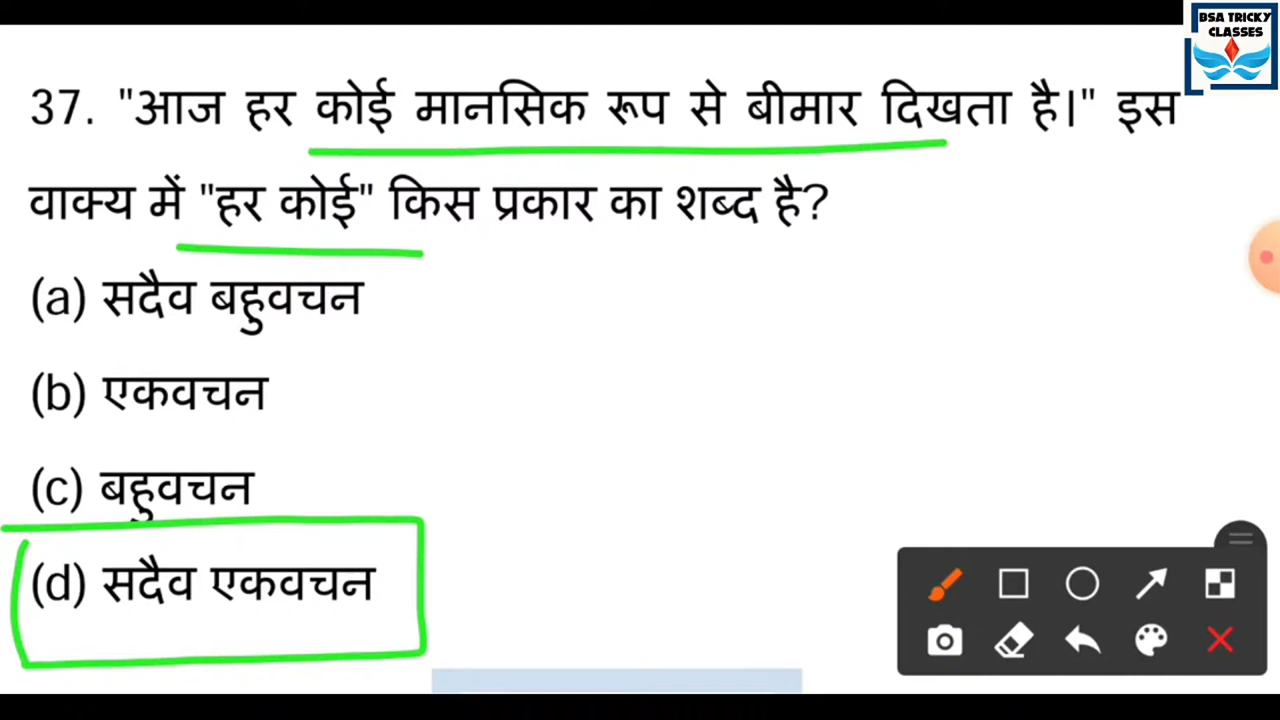 BSA TRICKY
CLASSES
37. "आज हर कोई मानसिक रूप से बीमार दिखता है।" इस
वाक्य में "हर कोई" किस प्रकार का शब्द है?
(a) सदैव बहुवचन
(b) एकवचन
(c) बहुवचन
(d) सदैव एकवचन